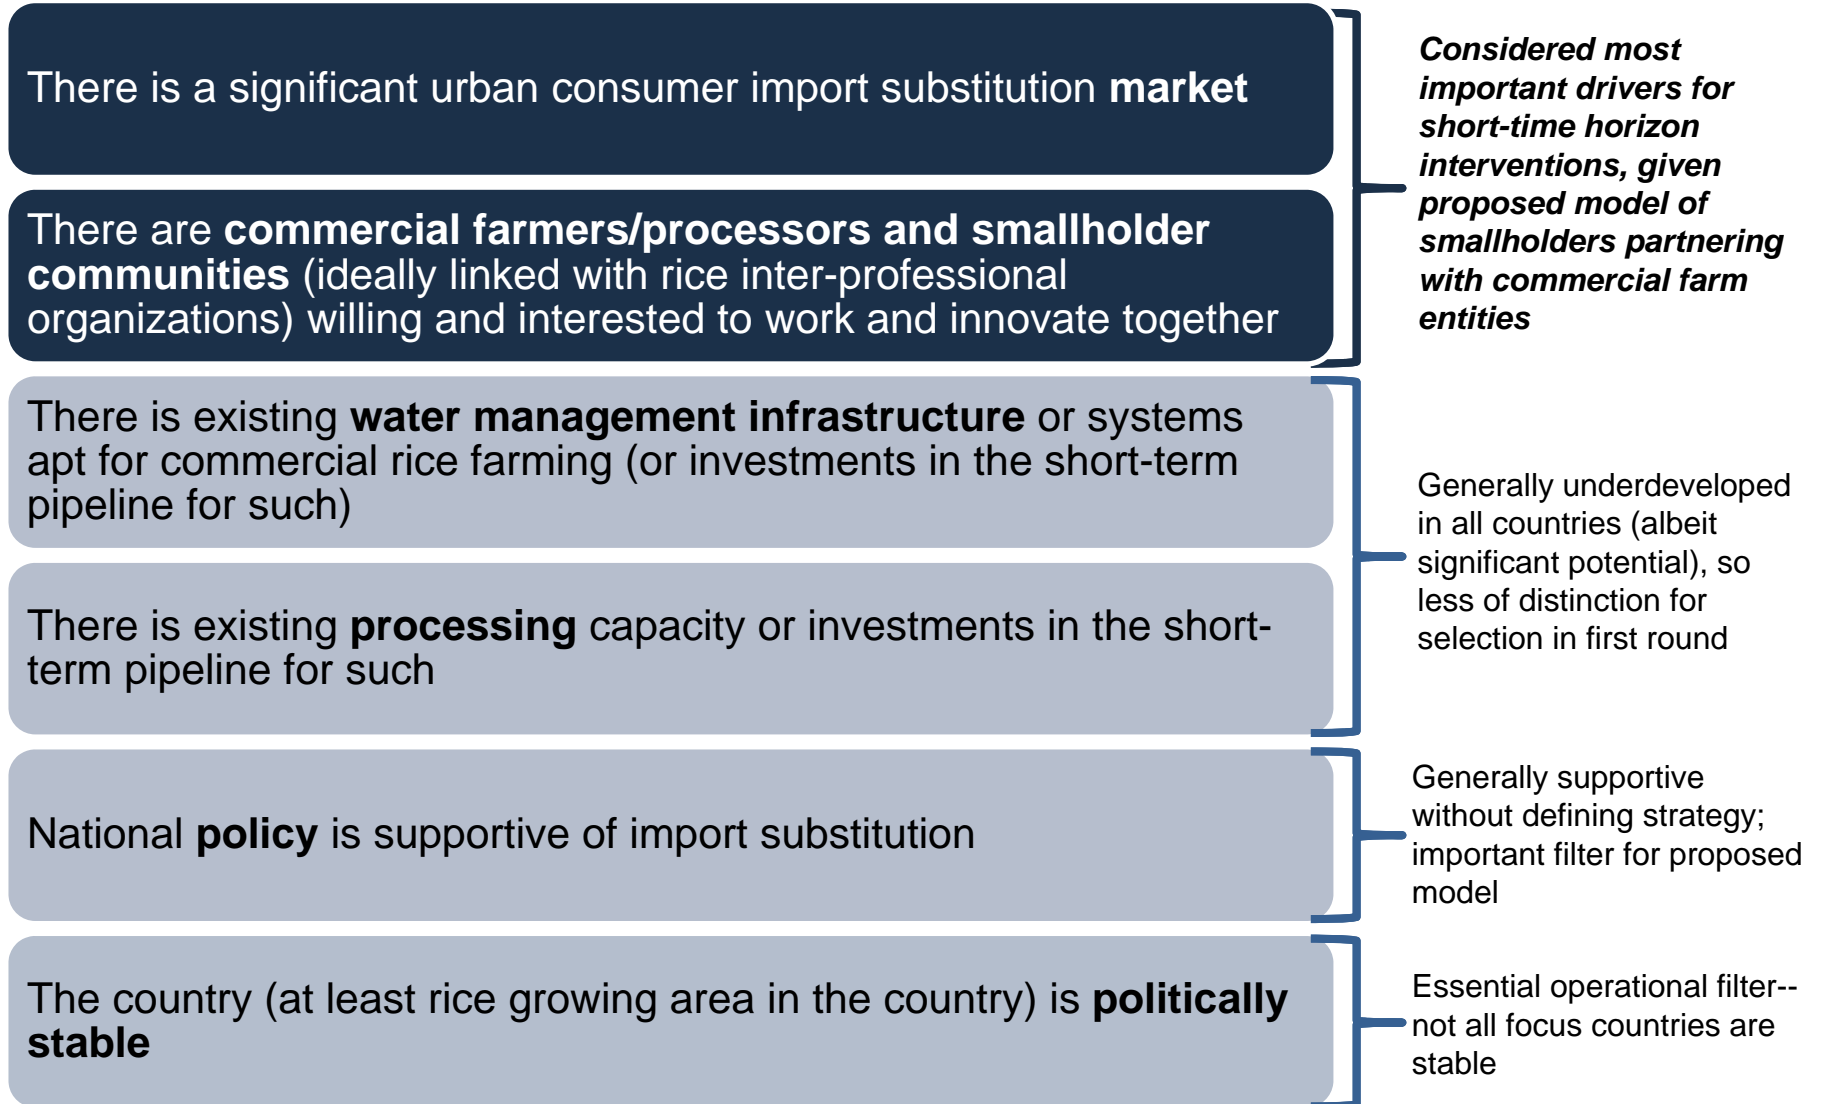 There is a significant urban consumer import substitution market
Considered most
important drivers for
short-time horizon
interventions, given
proposed model of
smallholders partnering
with commercial farm
entities
There are commercial farmers/processors and smallholder
communities (ideally linked with rice inter-professional
organizations) willing and interested to work and innovate together
There is existing water management infrastructure or systems
apt for commercial rice farming (or investments in the short-term
pipeline for such)
Generally underdeveloped
in all countries (albeit
significant potential), so
less of distinction for
selection in first round
There is existing processing capacity or investments in the short-
term pipeline for such
National policy is supportive of import substitution
Generally supportive
without defining strategy;
important filter for proposed
model
The country (at least rice growing area in the country) is politically
stable
Essential operational filter--
not all focus countries are
stable